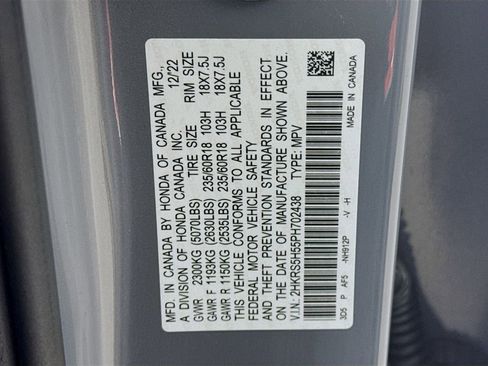 MFD. IN CANADA BY HONDA OF CANADA MFG.,
A DIVISION OF HONDA CANADA INC. 12/22
TIRE SIZE RIM SIZE
GVWR 2300KG (5070LBS)
GAWR F 1193KG (2630LBS) 235/60R18 103H 18X7.5J
GAWR R 1150KG (2535LBS) 235/60R18 103H 18X7.5J
THIS VEHICLE CONFORMS TO ALL APPLICABLE
FEDERAL MOTOR VEHICLE SAFETY
AND THEFT PREVENTION STANDARDS IN EFFECT
ON THE DATE OF MANUFACTURE SHOWN ABOVE.
V.I.N.: 2HKRS5H55PH702438 TYPE: MPV
3D5 P AF5 -NH912P -V -H MADE IN CANADA